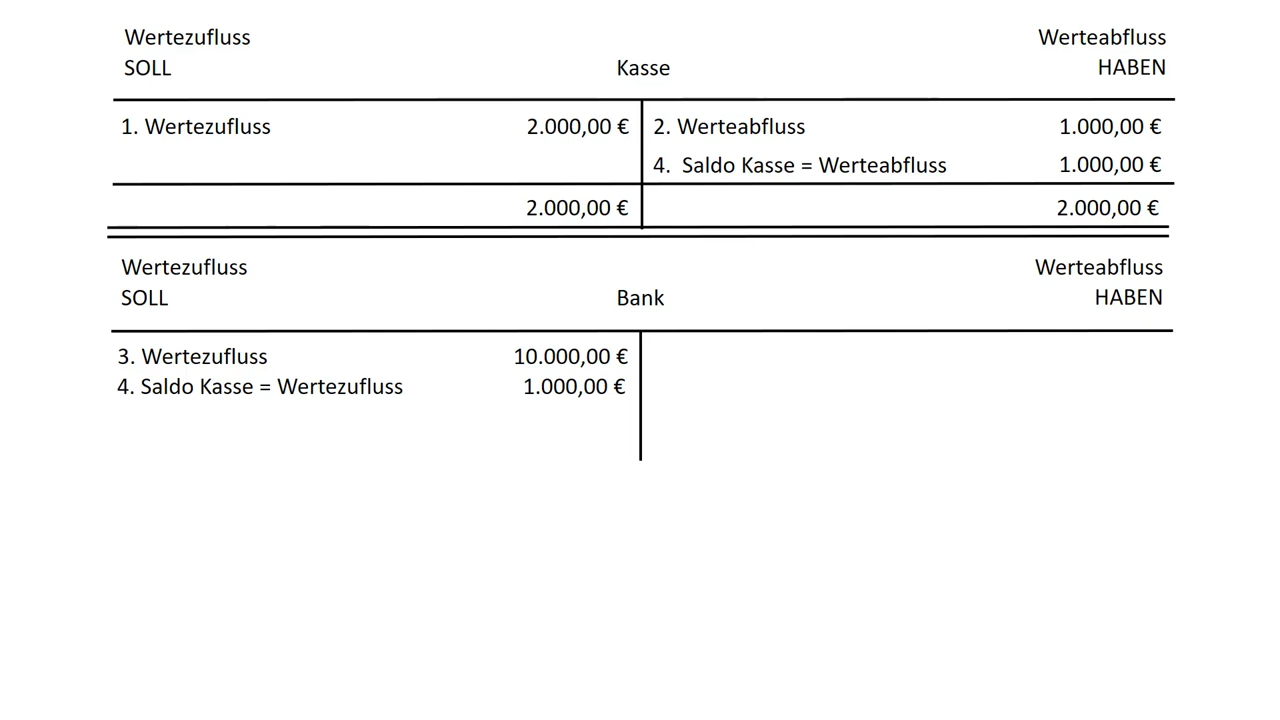 Wertezufluss Werteabfluss
SOLL Kasse HABEN
1. Wertezufluss 2.000,00 € 2. Werteabfluss 1.000,00 €
4. Saldo Kasse = Werteabfluss 1.000,00 €
2.000,00 € 2.000,00 €
Wertezufluss Werteabfluss
SOLL Bank HABEN
3. Wertezufluss 10.000,00 €
4. Saldo Kasse = Wertezufluss 1.000,00 €